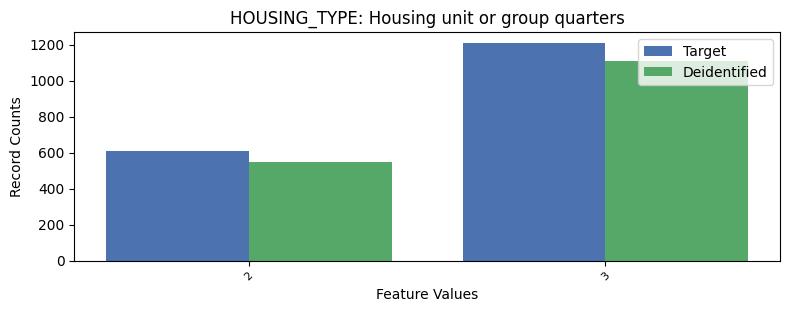 HOUSING_TYPE: Housing unit or group quarters
Target
Deidentified
Record Counts
1200
1000
800
600
400
200
0
2
3
Feature Values